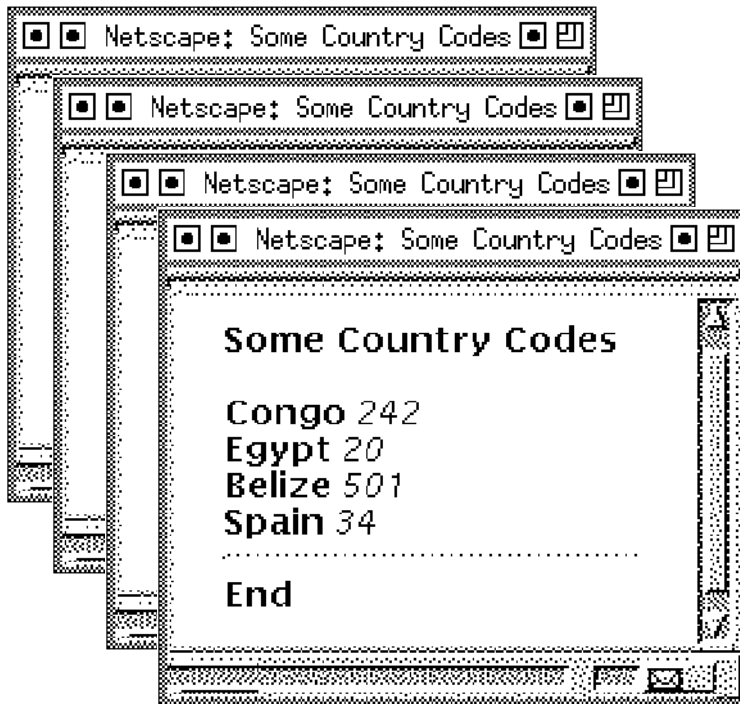 Netscape: Some Country Codes
Netscape: Some Country Codes
Netscape: Some Country Codes
Netscape: Some Country Codes
Some Country Codes
Congo 242
Egypt 20
Belize 501
Spain 34
End